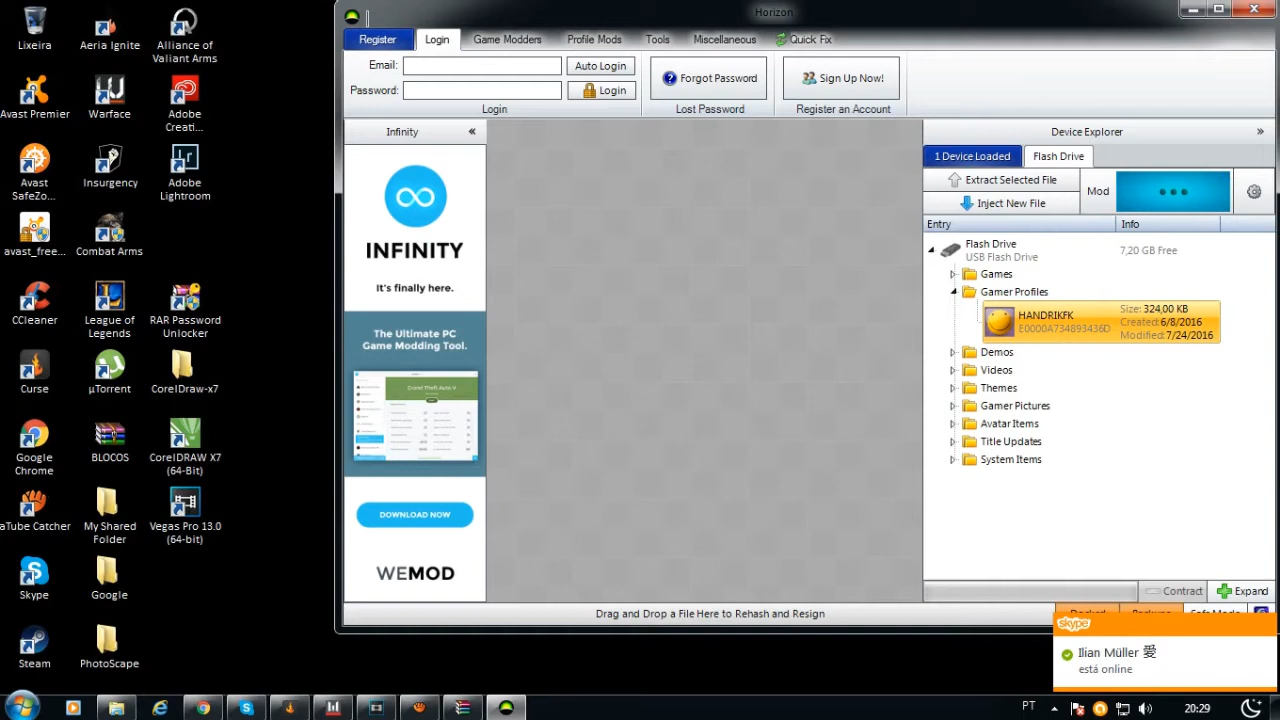 Lixeira
Aeria Ignite
Alliance of
Valiant Arms
Avast Premier
Warface
Adobe
Creati...
Avast
SafeZo...
Insurgency
Adobe
Lightroom
avast_free...
Combat Arms
CCleaner
League of
Legends
RAR Password
Unlocker
Curse
µTorrent
CorelDraw-x7
Google
Chrome
BLOCOS
CorelDRAW X7
(64-Bit)
aTube Catcher
My Shared
Folder
Vegas Pro 13.0
(64-bit)
Skype
Google
Steam
PhotoScape
Horizon
Register
Login
Game Modders
Profile Mods
Tools
Miscellaneous
Quick Fix
Email:
Auto Login
Password:
Login
Login
Forgot Password
Lost Password
Sign Up Now!
Register an Account
Infinity «
INFINITY
It's finally here.
The Ultimate PC
Game Modding Tool.
Grand Theft Auto V
DOWNLOAD NOW
WEMOD
Drag and Drop a File Here to Rehash and Resign
Device Explorer »
1 Device Loaded
Flash Drive
Extract Selected File
Inject New File
Mod
Entry
Info
Flash Drive
USB Flash Drive
7,20 GB Free
Games
Gamer Profiles
HANDRIKFK
E0000A734893436D
Size: 324,00 KB
Created:6/8/2016
Modified:7/24/2016
Demos
Videos
Themes
Gamer Pictures
Avatar Items
Title Updates
System Items
Contract
Expand
skype
Ilian Müller 愛
está online
PT
20:29